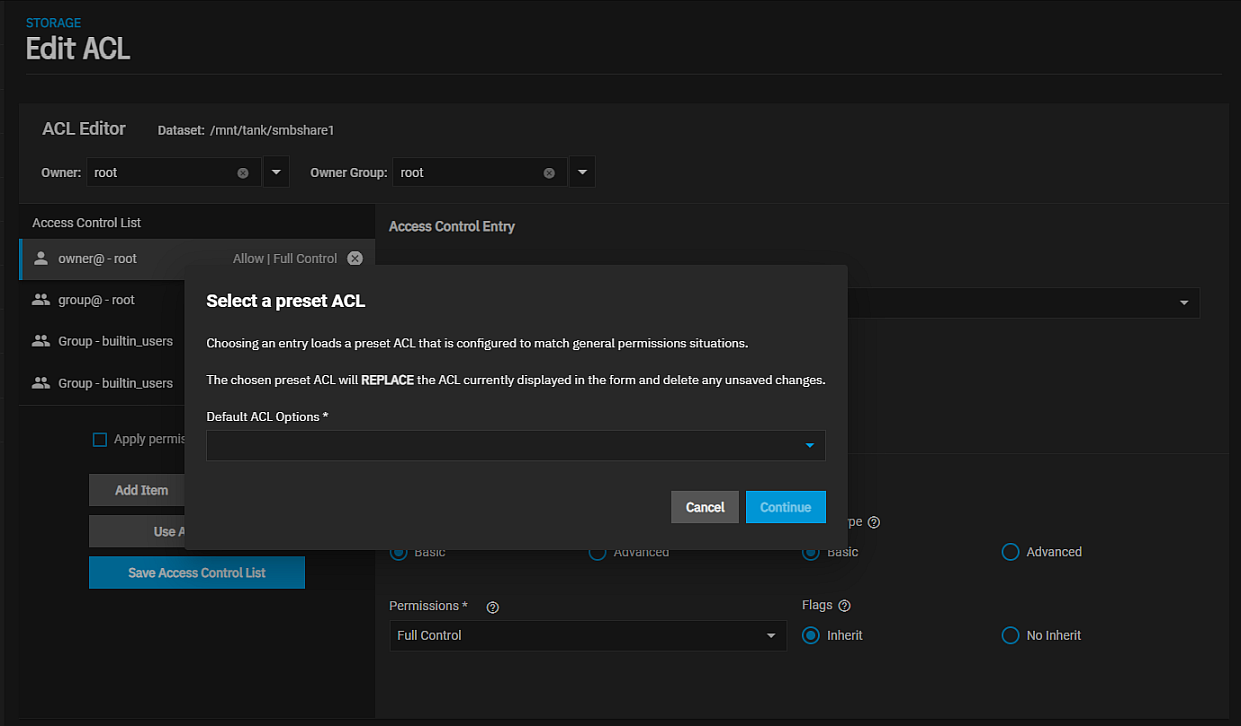 STORAGE
Edit ACL
ACL Editor Dataset: /mnt/tank/smbshare1
Owner: root Owner Group: root
Access Control List
Access Control Entry
owner@ - root Allow | Full Control
group@ - root
Group - builtin_users
Group - builtin_users
Select a preset ACL
Choosing an entry loads a preset ACL that is configured to match general permissions situations.
The chosen preset ACL will REPLACE the ACL currently displayed in the form and delete any unsaved changes.
Default ACL Options *
Cancel Continue
Apply permis
Add Item
Use A
Save Access Control List
pe
Basic Advanced Basic Advanced
Permissions * Flags
Full Control Inherit No Inherit